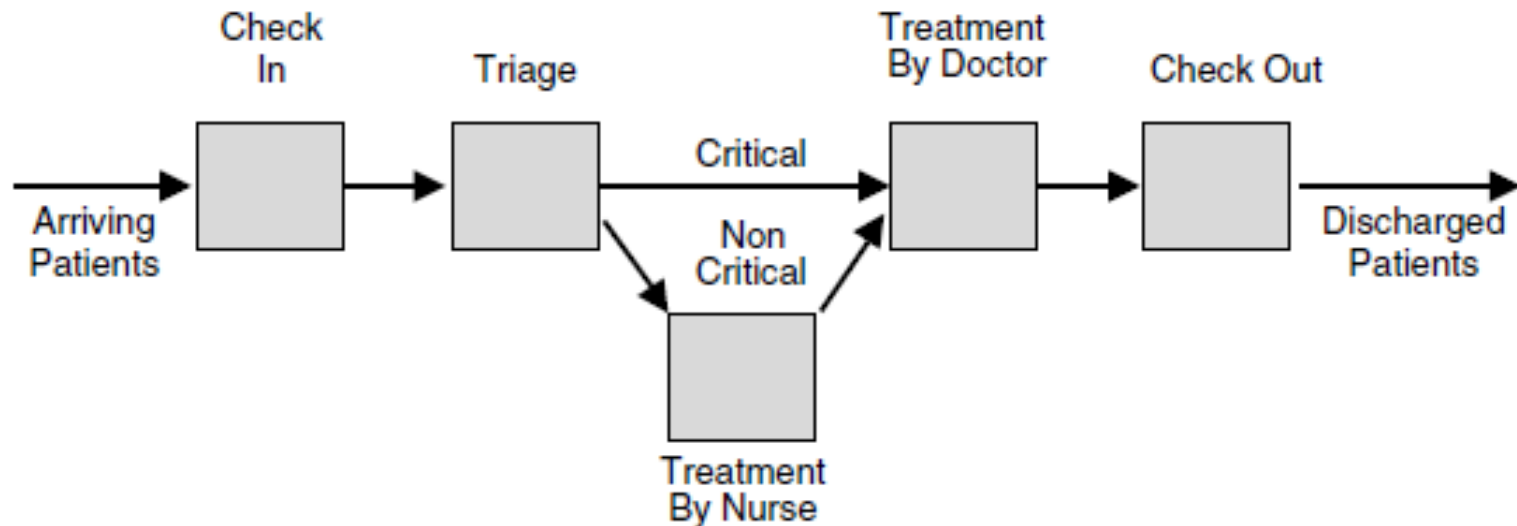 Check
In
Triage
Treatment
By Doctor
Check Out
Critical
Arriving
Patients
Non
Critical
Discharged
Patients
Treatment
By Nurse